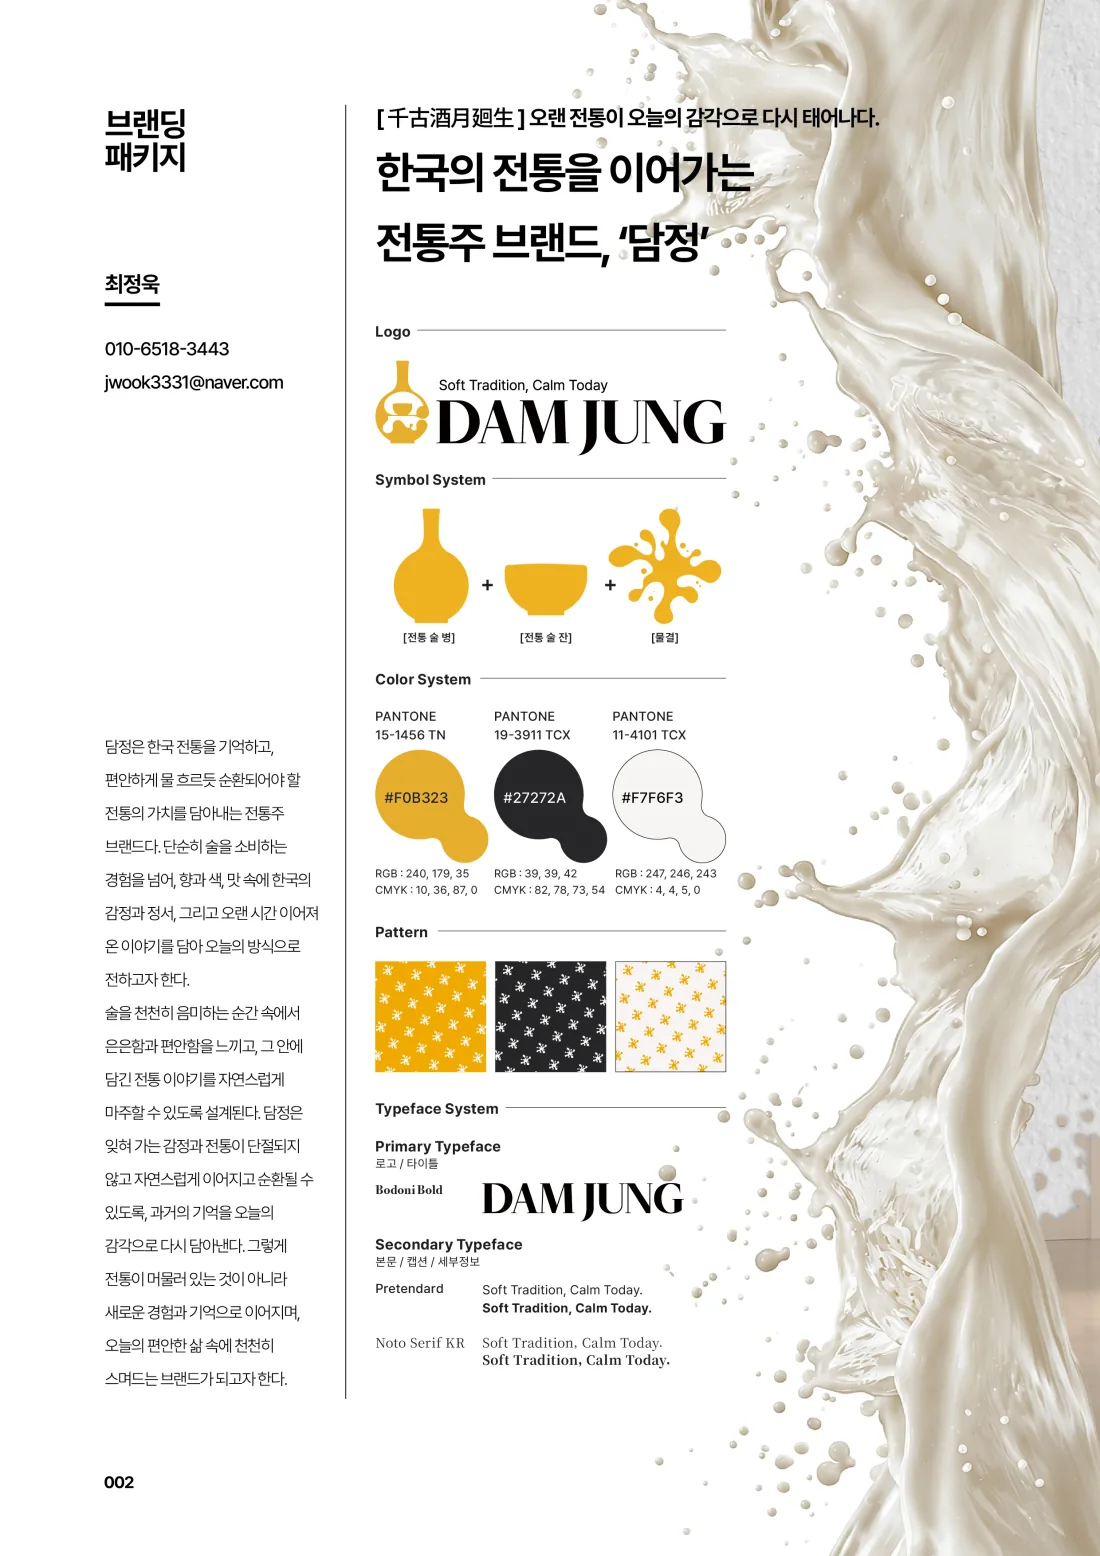 브랜딩
패키지
최정욱
010-6518-3443
jwook3331@naver.com
담정은 한국 전통을 기억하고,
편안하게 물 흐르듯 순환되어야 할
전통의 가치를 담아내는 전통주
브랜드다. 단순히 술을 소비하는
경험을 넘어, 향과 색, 맛 속에 한국의
감정과 정서, 그리고 오랜 시간 이어져
온 이야기를 담아 오늘의 방식으로
전하고자 한다.
술을 천천히 음미하는 순간 속에서
은은함과 편안함을 느끼고, 그 안에
담긴 전통 이야기를 자연스럽게
마주할 수 있도록 설계된다. 담정은
잊혀 가는 감정과 전통이 단절되지
않고 자연스럽게 이어지고 순환될 수
있도록, 과거의 기억을 오늘의
감각으로 다시 담아낸다. 그렇게
전통이 머물러 있는 것이 아니라
새로운 경험과 기억으로 이어지며,
오늘의 편안한 삶 속에 천천히
스며드는 브랜드가 되고자 한다.
002
[ 千古酒月廻生 ] 오랜 전통이 오늘의 감각으로 다시 태어나다.
한국의 전통을 이어가는
전통주 브랜드, ‘담정’
Logo
Soft Tradition, Calm Today
DAM JUNG
Symbol System
+ +
[전통 술 병] [전통 술 잔] [물결]
Color System
PANTONE PANTONE PANTONE
15-1456 TN 19-3911 TCX 11-4101 TCX
#F0B323 #27272A #F7F6F3
RGB : 240, 179, 35 RGB : 39, 39, 42 RGB : 247, 246, 243
CMYK : 10, 36, 87, 0 CMYK : 82, 78, 73, 54 CMYK : 4, 4, 5, 0
Pattern
Typeface System
Primary Typeface
로고 / 타이틀
Bodoni Bold DAM JUNG
Secondary Typeface
본문 / 캡션 / 세부정보
Pretendard Soft Tradition, Calm Today.
Soft Tradition, Calm Today.
Noto Serif KR Soft Tradition, Calm Today.
Soft Tradition, Calm Today.